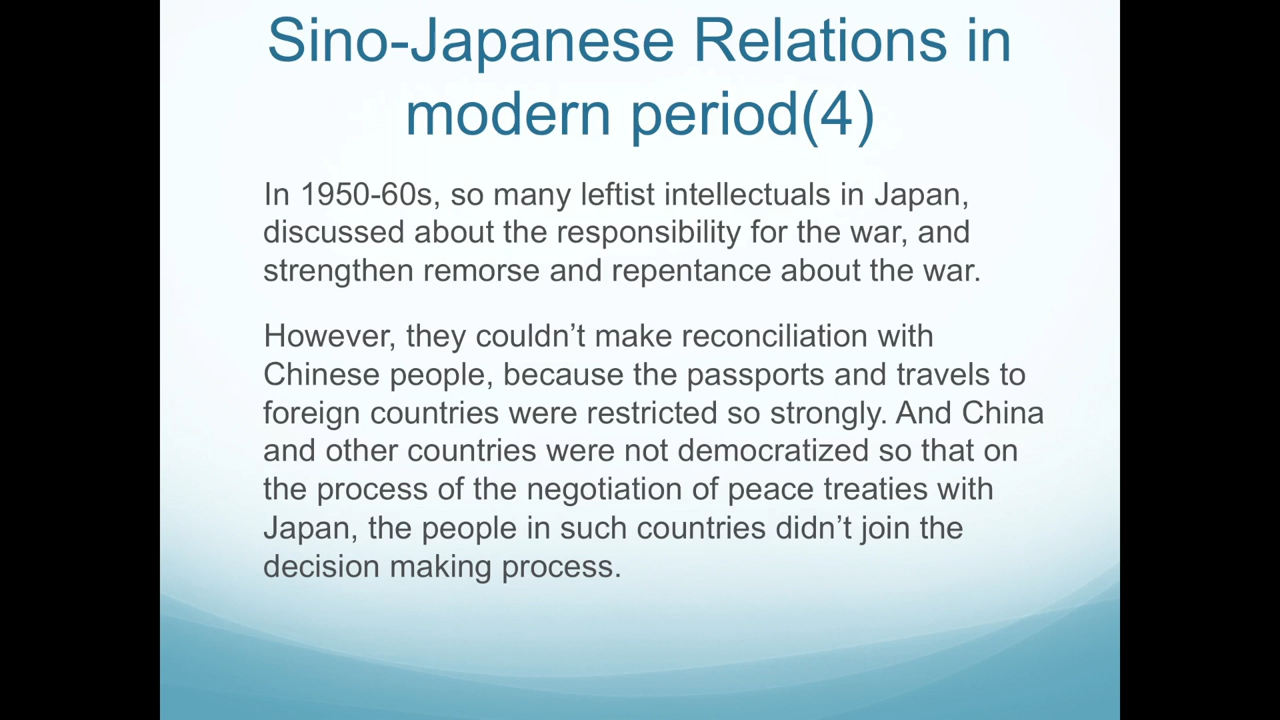 Sino-Japanese Relations in
modern period(4)
In 1950-60s, so many leftist intellectuals in Japan,
discussed about the responsibility for the war, and
strengthen remorse and repentance about the war.
However, they couldn’t make reconciliation with
Chinese people, because the passports and travels to
foreign countries were restricted so strongly. And China
and other countries were not democratized so that on
the process of the negotiation of peace treaties with
Japan, the people in such countries didn’t join the
decision making process.